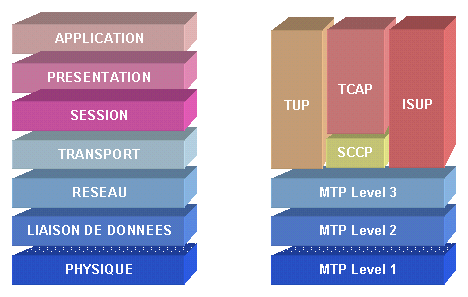 APPLICATION
PRESENTATION
SESSION
TRANSPORT
RESEAU
LIAISON DE DONNEES
PHYSIQUE
TUP
TCAP
ISUP
SCCP
MTP Level 3
MTP Level 2
MTP Level 1